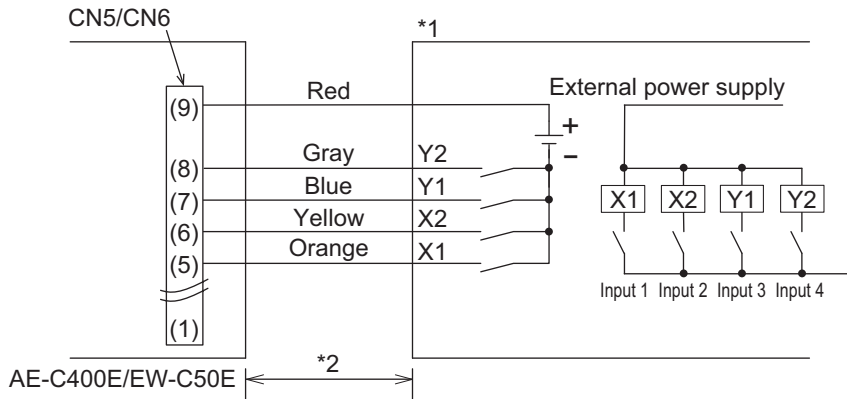 CN5/CN6
*1
(9) Red + External power supply
−
(8) Gray Y2
(7) Blue Y1
(6) Yellow X2
(5) Orange X1
X1 X2 Y1 Y2
Input 1 Input 2 Input 3 Input 4
(1)
*2
AE-C400E/EW-C50E